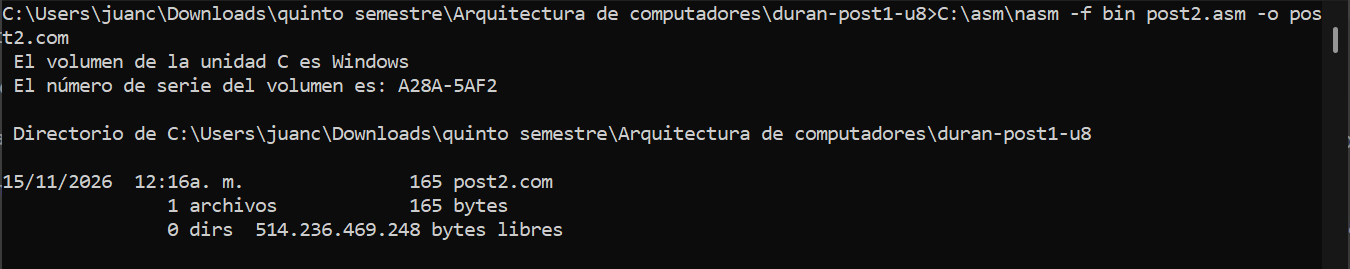 C:\Users\juanc\Downloads\quinto semestre\Arquitectura de computadores\duran-post1-u8>C:\asm\nasm -f bin post2.asm -o pos
t2.com
 El volumen de la unidad C es Windows
 El número de serie del volumen es: A28A-5AF2

 Directorio de C:\Users\juanc\Downloads\quinto semestre\Arquitectura de computadores\duran-post1-u8

15/11/2026  12:16a. m.               165 post2.com
               1 archivos            165 bytes
               0 dirs  514.236.469.248 bytes libres